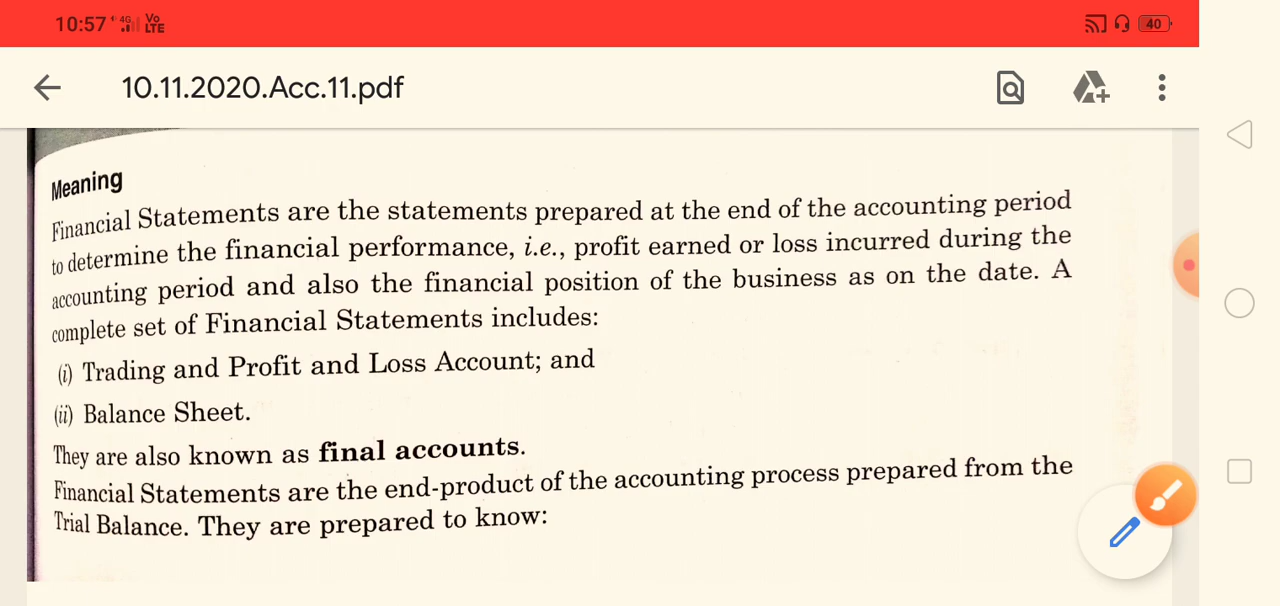 10:57 4G Vo LTE 40
10.11.2020.Acc.11.pdf
Meaning
Financial Statements are the statements prepared at the end of the accounting period
to determine the financial performance, i.e., profit earned or loss incurred during the
accounting period and also the financial position of the business as on the date. A
complete set of Financial Statements includes:
(i) Trading and Profit and Loss Account; and
(ii) Balance Sheet.
They are also known as final accounts.
Financial Statements are the end-product of the accounting process prepared from the
Trial Balance. They are prepared to know: